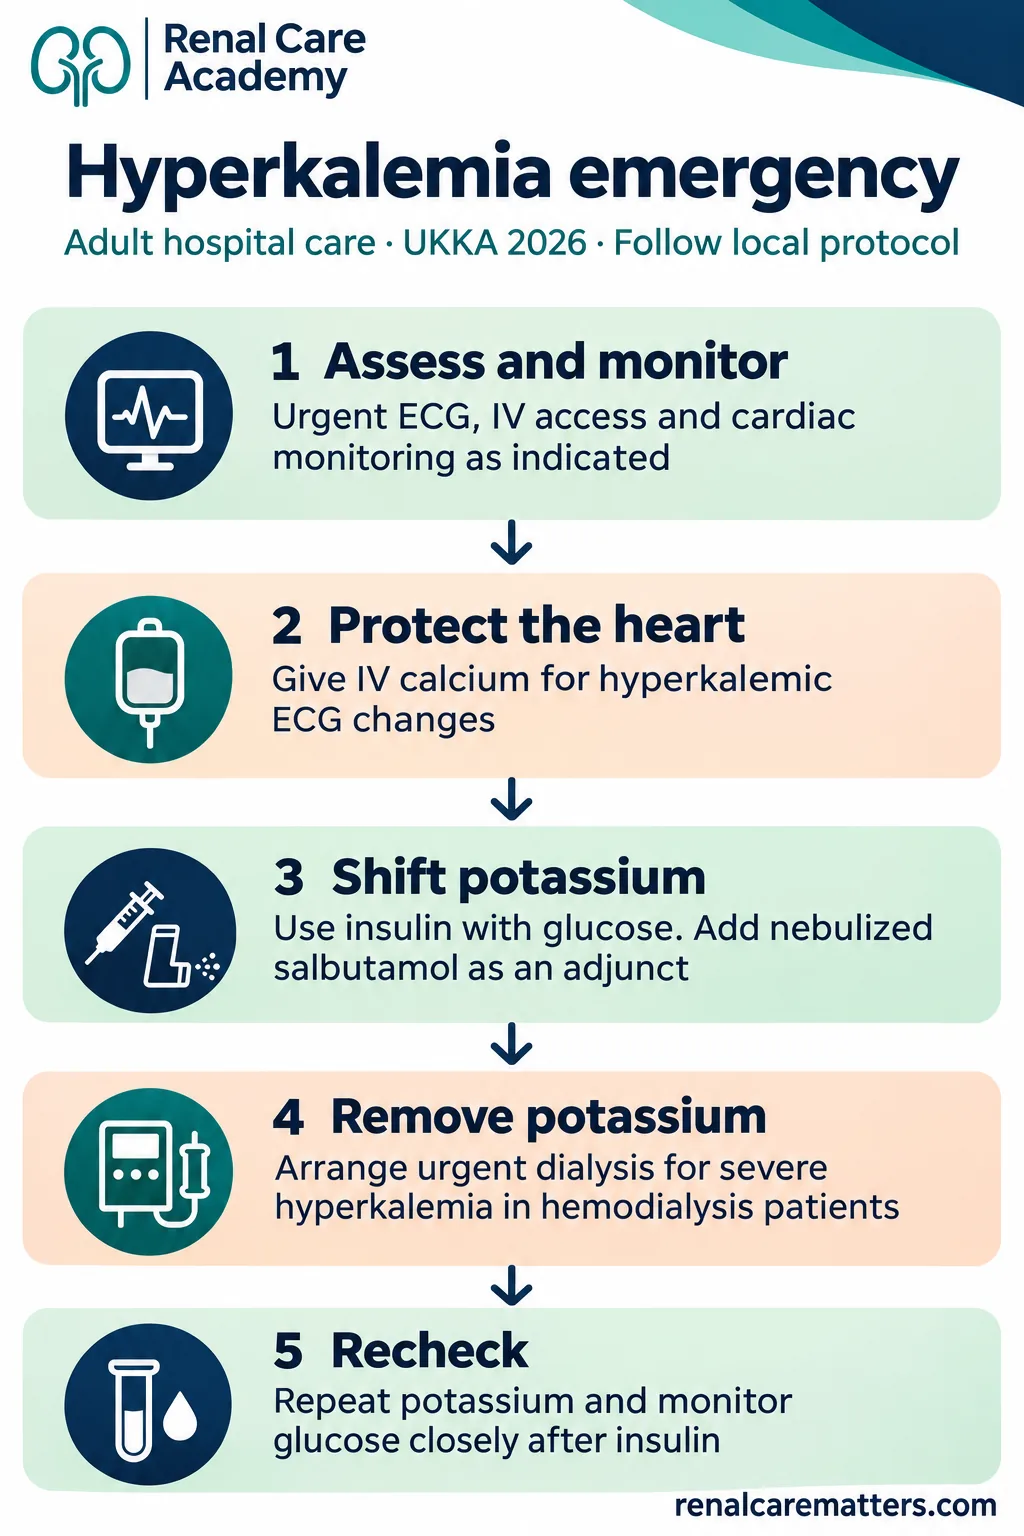 Renal Care
Academy
Hyperkalemia emergency
Adult hospital care · UKKA 2026 · Follow local protocol
1 Assess and monitor
Urgent ECG, IV access and cardiac
monitoring as indicated
2 Protect the heart
Give IV calcium for hyperkalemic
ECG changes
3 Shift potassium
Use insulin with glucose. Add nebulized
salbutamol as an adjunct
4 Remove potassium
Arrange urgent dialysis for severe
hyperkalemia in hemodialysis patients
5 Recheck
Repeat potassium and monitor
glucose closely after insulin
renalcarematters.com